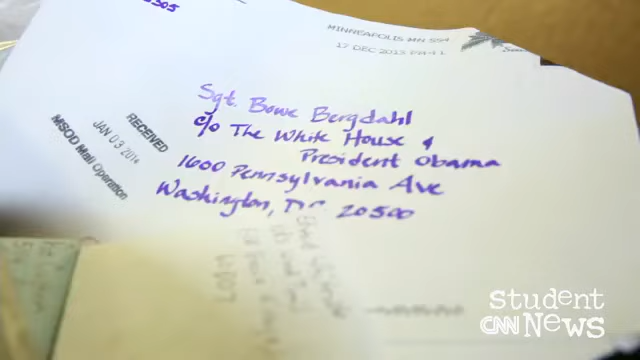 5305
MINNEAPOLIS MN 554
17 DEC 2013 PM 4 L
Sgt. Bowe Bergdahl
c/o The White House &
President Obama
1600 Pennsylvania Ave
Washington, D.C. 20500
RECEIVED
JAN 03 2014
MSOD Mail Operation
Student
CNN News